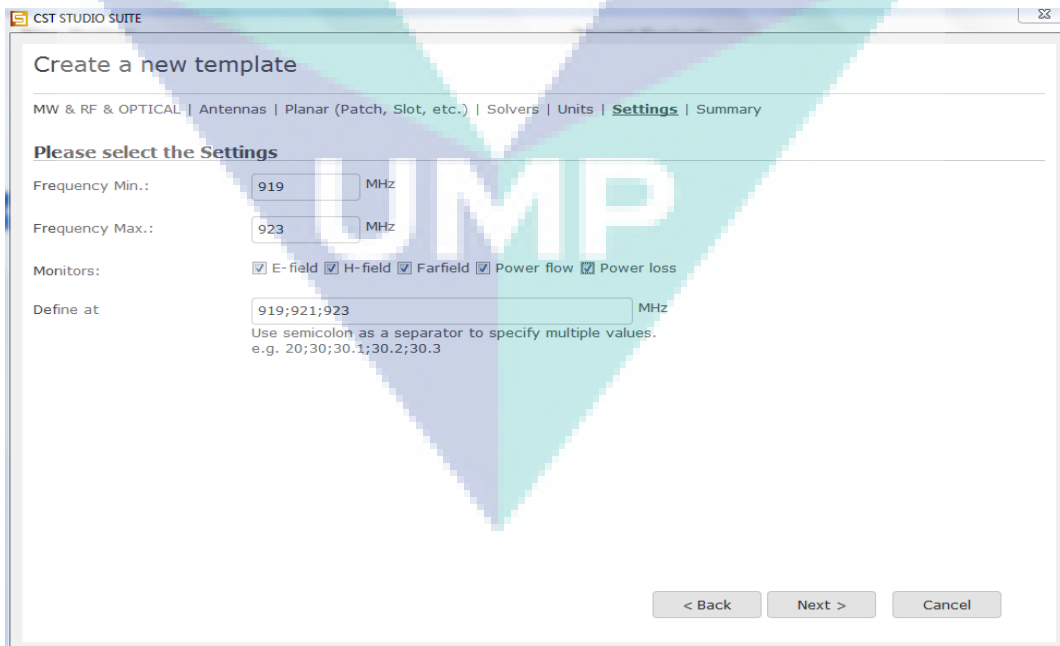 CST STUDIO SUITE
Create a new template
MW & RF & OPTICAL | Antennas | Planar (Patch, Slot, etc.) | Solvers | Units | Settings | Summary
Please select the Settings
Frequency Min.: 919 MHz
Frequency Max.: 923 MHz
Monitors: E-field H-field Farfield Power flow Power loss
Define at 919;921;923 MHz
Use semicolon as a separator to specify multiple values.
e.g. 20;30;30.1;30.2;30.3
< Back Next > Cancel
UMP